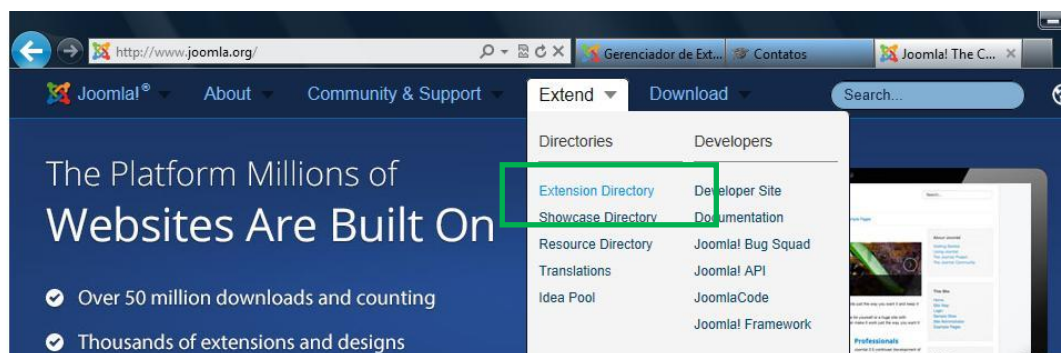 http://www.joomla.org/
Gerenciador de Ext...
Contatos
Joomla! The C...
Joomla!®
About
Community & Support
Extend
Download
Search...
The Platform Millions of
Websites Are Built On
Over 50 million downloads and counting
Thousands of extensions and designs
Directories
Extension Directory
Showcase Directory
Resource Directory
Translations
Idea Pool
Developers
Developer Site
Documentation
Joomla! Bug Squad
Joomla! API
JoomlaCode
Joomla! Framework
Professionals